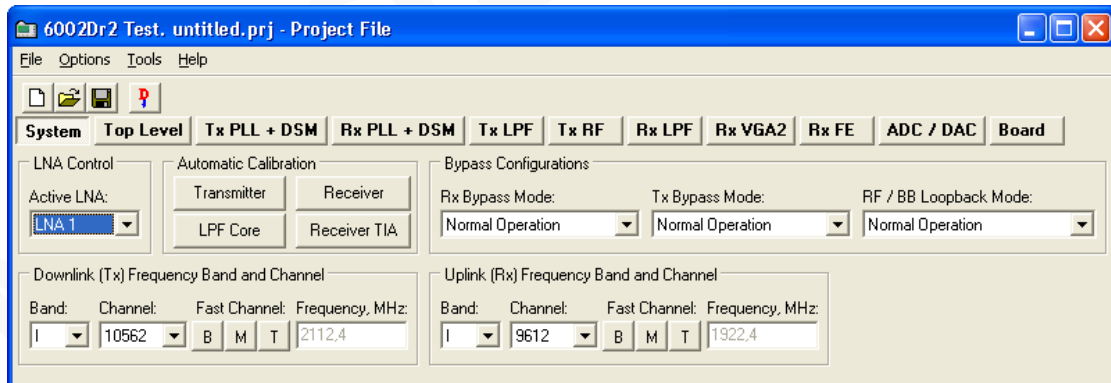 6002Dr2 Test. untitled.prj - Project File
File Options Tools Help
System Top Level Tx PLL + DSM Rx PLL + DSM Tx LPF Tx RF Rx LPF Rx VGA2 Rx FE ADC / DAC Board
LNA Control Automatic Calibration Bypass Configurations
Transmitter Receiver
Active LNA: Rx Bypass Mode: Tx Bypass Mode: RF / BB Loopback Mode:
LNA 1 LPF Core Receiver TIA Normal Operation Normal Operation Normal Operation
Downlink (Tx) Frequency Band and Channel Uplink (Rx) Frequency Band and Channel
Band: Channel: Fast Channel: Frequency, MHz: Band: Channel: Fast Channel: Frequency, MHz:
I 10562 B M T 2112,4 I 9612 B M T 1922,4